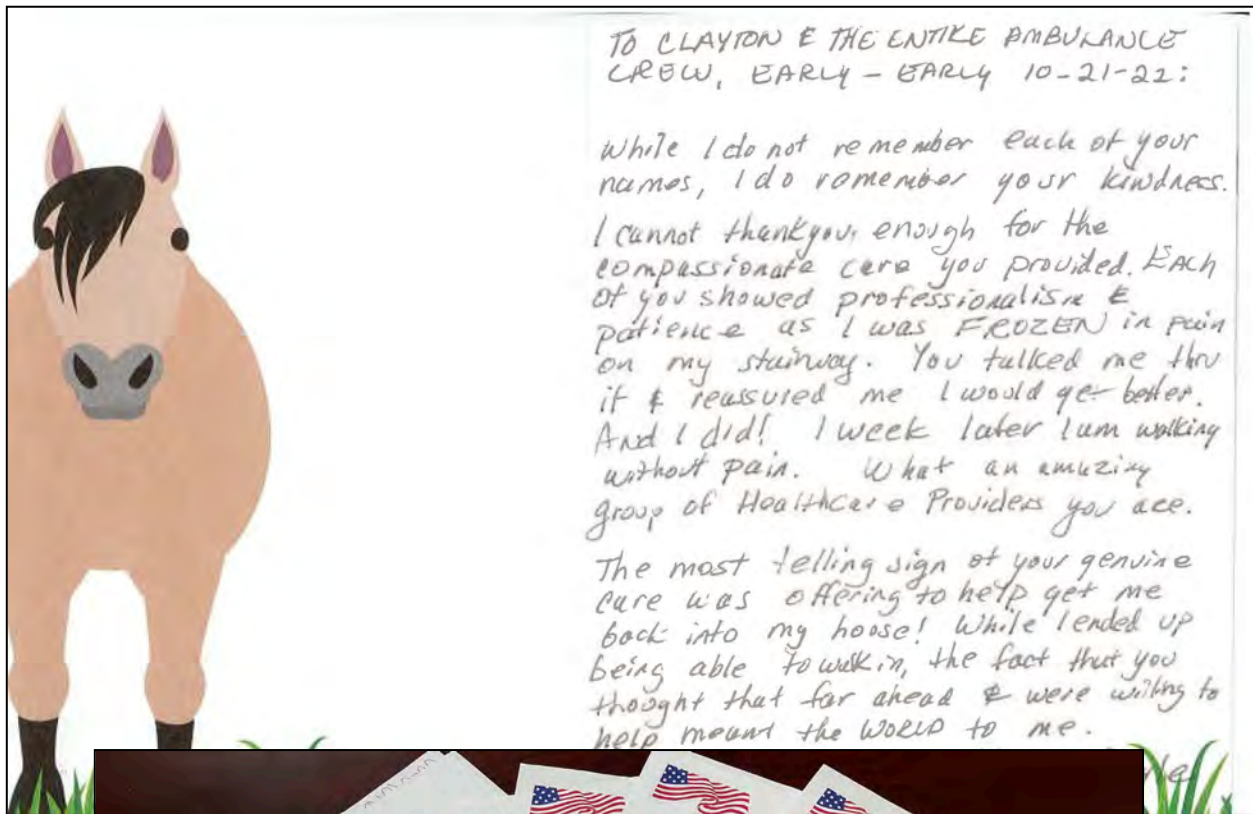 TO CLAYTON & THE ENTIRE AMBULANCE
CREW, EARLY - EARLY 10-21-22:
While I do not remember each of your
names, I do remember your kindness.
I cannot thank you enough for the
compassionate care you provided. EACH
of you showed professionalism &
patience as I was FROZEN in pain
on my stairway. You talked me thru
it & reassured me I would get better.
And I did! 1 week later I am walking
without pain. What an amazing
group of Healthcare Providers you are.
The most telling sign of your genuine
care was offering to help get me
back into my house! While I ended up
being able to walk in, the fact that you
thought that far ahead & were willing to
help meant the WORLD to me.